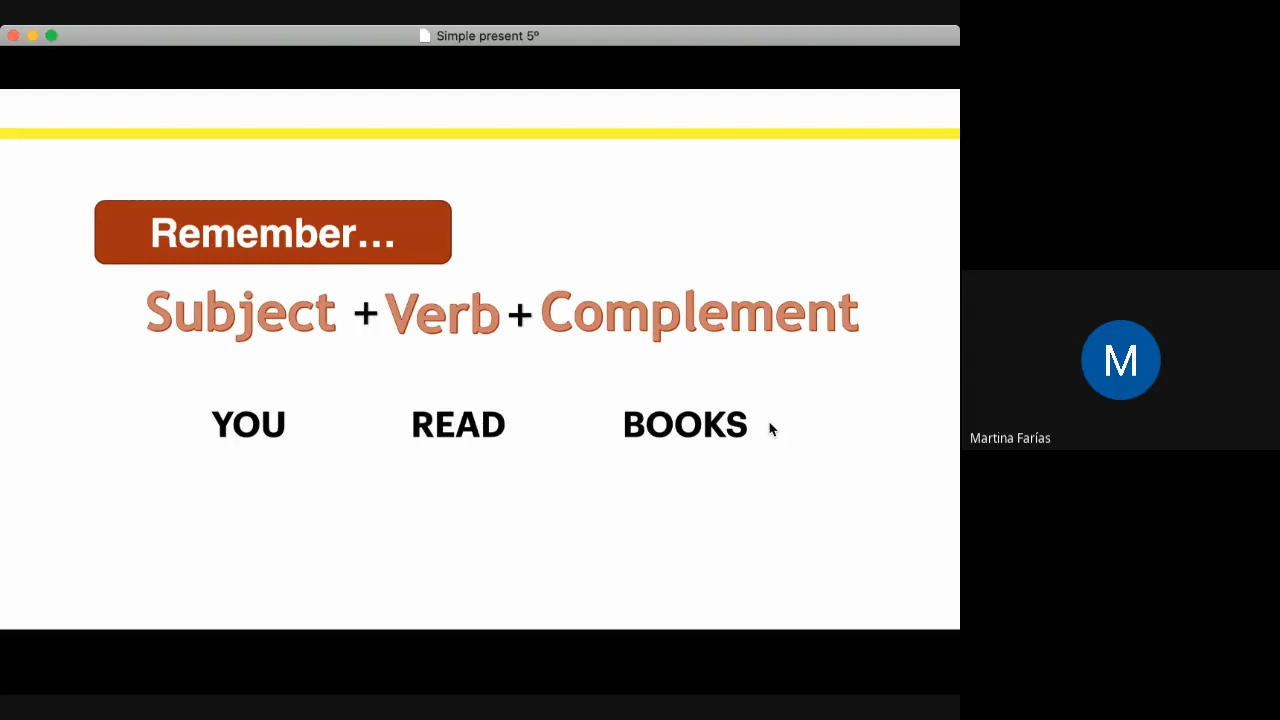 Simple present 5º
Remember...
Subject + Verb + Complement
YOU READ BOOKS
M
Martina Farías